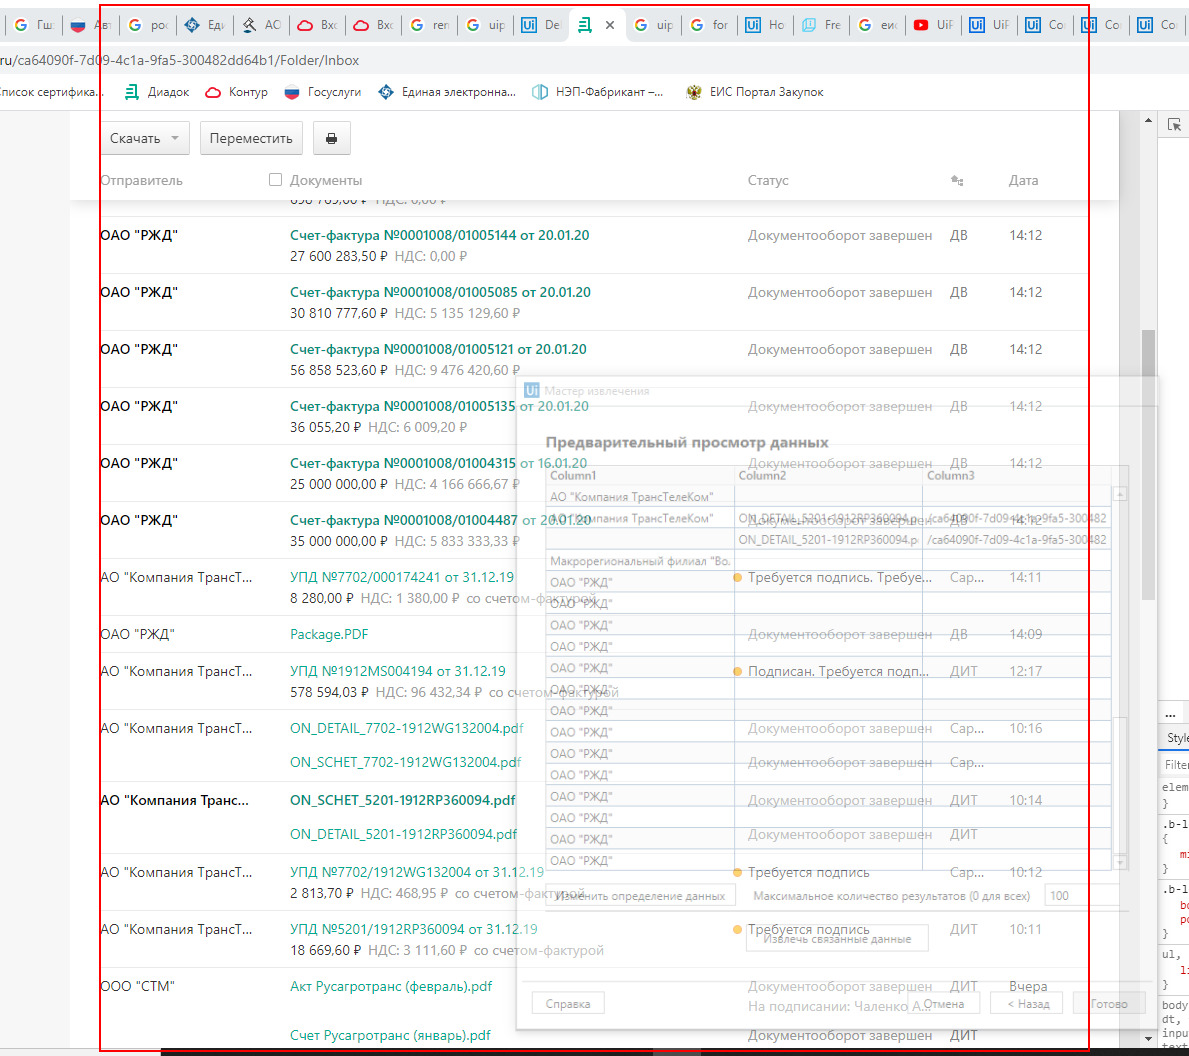 Гш
Авт
рос
Еди
АО
Вхо
Вхо
ren
uip
De
uip
for
Ho
Fre
еис
UiP
UiP
Co
Co
Co
ru/ca64090f-7d09-4c1a-9fa5-300482dd64b1/Folder/Inbox
писок сертифика... Диадок Контур Госуслуги Единая электронна... НЭП-Фабрикант –... ЕИС Портал Закупок
Скачать Переместить
Отправитель Документы Статус Дата
698 769,00 ₽ НДС: 0,00 ₽
ОАО "РЖД" Счет-фактура №0001008/01005144 от 20.01.20 Документооборот завершен ДВ 14:12
27 600 283,50 ₽ НДС: 0,00 ₽
ОАО "РЖД" Счет-фактура №0001008/01005085 от 20.01.20 Документооборот завершен ДВ 14:12
30 810 777,60 ₽ НДС: 5 135 129,60 ₽
ОАО "РЖД" Счет-фактура №0001008/01005121 от 20.01.20 Документооборот завершен ДВ 14:12
56 858 523,60 ₽ НДС: 9 476 420,60 ₽
ОАО "РЖД" Счет-фактура №0001008/01005135 от 20.01.20 Документооборот завершен ДВ 14:12
36 055,20 ₽ НДС: 6 009,20 ₽
ОАО "РЖД" Счет-фактура №0001008/01004315 от 16.01.20 Документооборот завершен ДВ 14:12
25 000 000,00 ₽ НДС: 4 166 666,67 ₽
ОАО "РЖД" Счет-фактура №0001008/01004487 от 20.01.20 Документооборот завершен ДВ 14:12
35 000 000,00 ₽ НДС: 5 833 333,33 ₽
АО "Компания ТрансТ... УПД №7702/000174241 от 31.12.19 Требуется подпись. Требуе... Сар... 14:11
8 280,00 ₽ НДС: 1 380,00 ₽ со счетом-фактурой
ОАО "РЖД" Package.PDF Документооборот завершен ДВ 14:09
АО "Компания ТрансТ... УПД №1912MS004194 от 31.12.19 Подписан. Требуется подп... ДИТ 12:17
578 594,03 ₽ НДС: 96 432,34 ₽ со счетом-фактурой
АО "Компания ТрансТ... ON_DETAIL_7702-1912WG132004.pdf Документооборот завершен Сар... 10:16
ON_SCHET_7702-1912WG132004.pdf Документооборот завершен Сар...
АО "Компания Транс... ON_SCHET_5201-1912RP360094.pdf Документооборот завершен ДИТ 10:14
ON_DETAIL_5201-1912RP360094.pdf Документооборот завершен ДИТ
АО "Компания ТрансТ... УПД №7702/1912WG132004 от 31.12.19 Требуется подпись Сар... 10:12
2 813,70 ₽ НДС: 468,95 ₽ со счетом-фактурой
АО "Компания ТрансТ... УПД №5201/1912RP360094 от 31.12.19 Требуется подпись ДИТ 10:11
18 669,60 ₽ НДС: 3 111,60 ₽ со счетом-фактурой
ООО "СТМ" Акт Русагротранс (февраль).pdf Документооборот завершен ДИТ Вчера
На подписании: Чаленко А...
Счет Русагротранс (январь).pdf Документооборот завершен ДИТ
Ui Мастер извлечения
Предварительный просмотр данных
Column1 Column2 Column3
АО "Компания ТрансТелеКом"
АО "Компания ТрансТелеКом" ON_DETAIL_5201-1912RP360094.p /ca64090f-7d09-4c1a-9fa5-300482
ON_DETAIL_5201-1912RP360094.p /ca64090f-7d09-4c1a-9fa5-300482
Макрорегиональный филиал "Во.
ОАО "РЖД"
ОАО "РЖД"
ОАО "РЖД"
ОАО "РЖД"
ОАО "РЖД"
ОАО "РЖД"
ОАО "РЖД"
ОАО "РЖД"
ОАО "РЖД"
ОАО "РЖД"
ОАО "РЖД"
ОАО "РЖД"
ОАО "РЖД"
ОАО "РЖД"
Изменить определение данных Максимальное количество результатов (0 для всех) 100
Извлечь связанные данные
Справка Отмена < Назад Готово
...
Style
Filter
elem
}
.b-l
{
mi
}
.b-l
bo
po
}
ul,
li
}
body
dt,
inpu
text